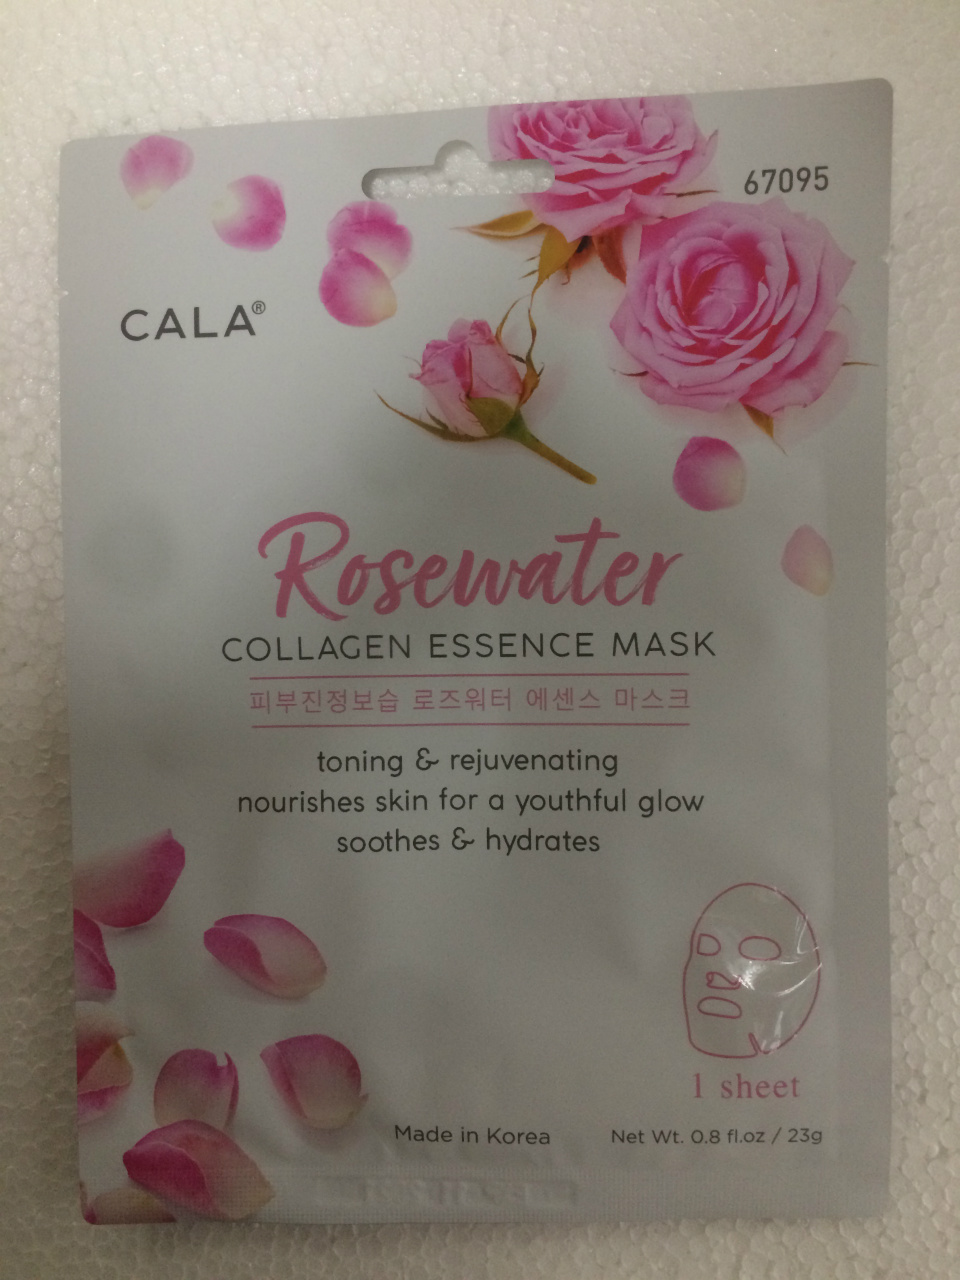 67095
CALA®
Rosewater
COLLAGEN ESSENCE MASK
피부진정보습 로즈워터 에센스 마스크
toning & rejuvenating
nourishes skin for a youthful glow
soothes & hydrates
1 sheet
Made in Korea
Net Wt. 0.8 fl.oz / 23g